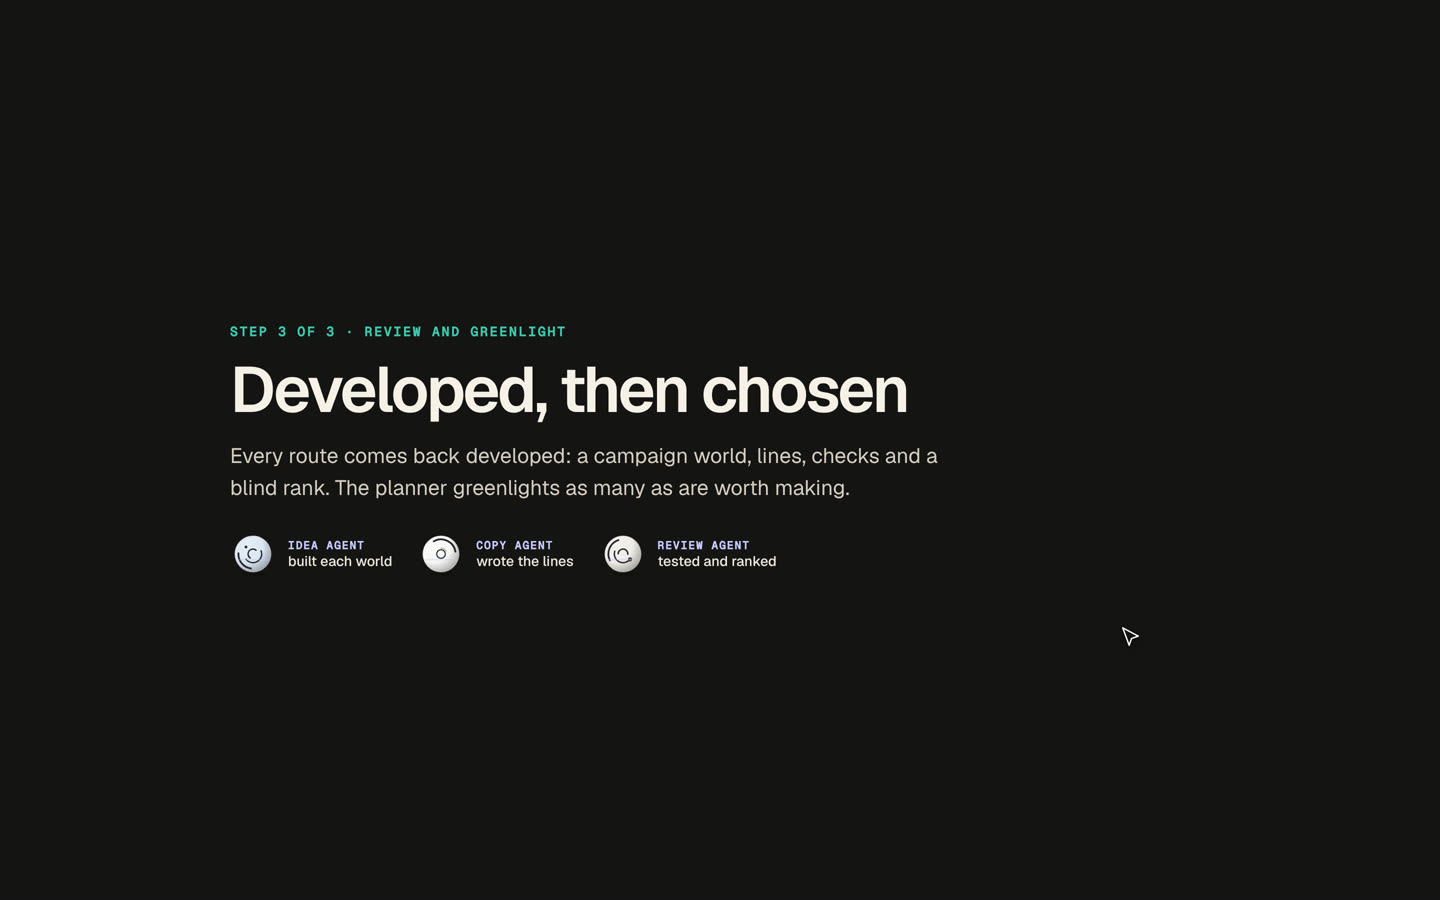 STEP 3 OF 3 · REVIEW AND GREENLIGHT
Developed, then chosen
Every route comes back developed: a campaign world, lines, checks and a
blind rank. The planner greenlights as many as are worth making.
IDEA AGENT
built each world
COPY AGENT
wrote the lines
REVIEW AGENT
tested and ranked